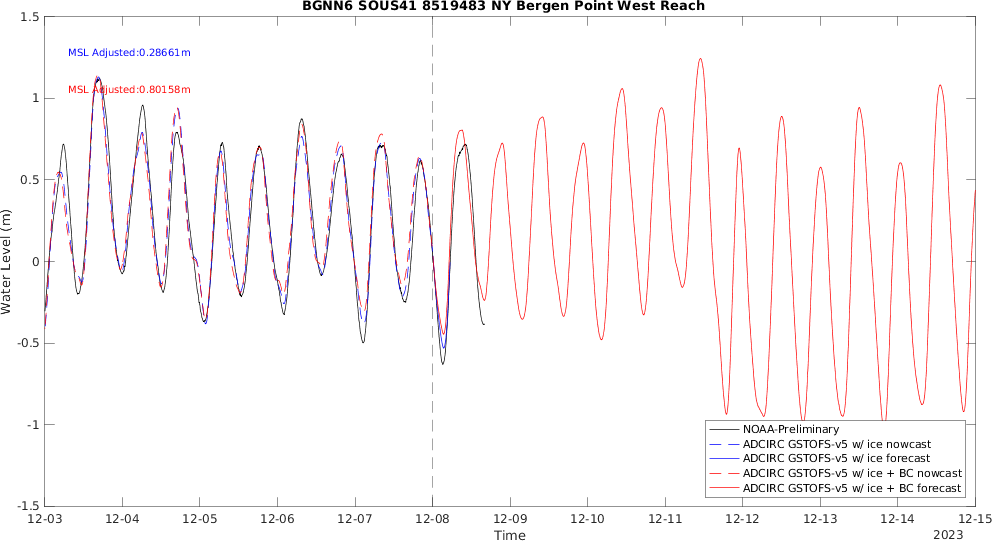 BGNN6 SOUS41 8519483 NY Bergen Point West Reach
1.5
MSL Adjusted:0.28661m
MSL Adjusted:0.80158m
1
0.5
0
-0.5
-1
-1.5
Water Level (m)
NOAA-Preliminary
ADCIRC GSTOFS-v5 w/ ice nowcast
ADCIRC GSTOFS-v5 w/ ice forecast
ADCIRC GSTOFS-v5 w/ ice + BC nowcast
ADCIRC GSTOFS-v5 w/ ice + BC forecast
12-03 12-04 12-05 12-06 12-07 12-08 12-09 12-10 12-11 12-12 12-13 12-14 12-15
Time
2023